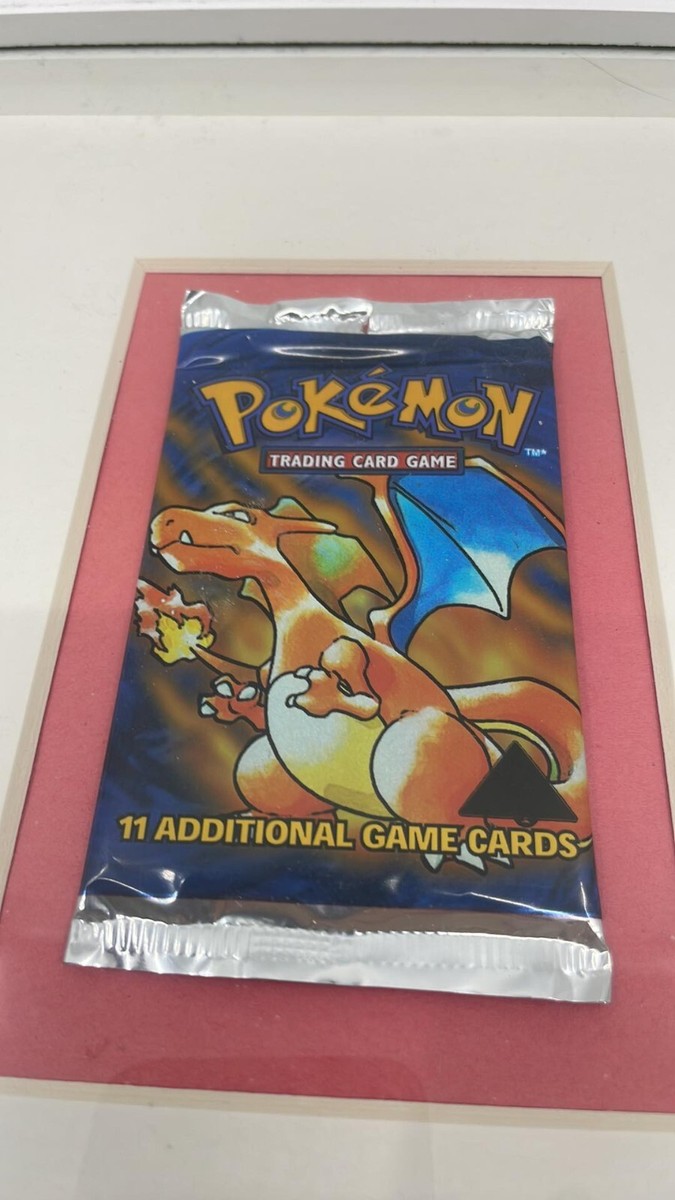 POKéMON
TM*
TRADING CARD GAME
11 ADDITIONAL GAME CARDS